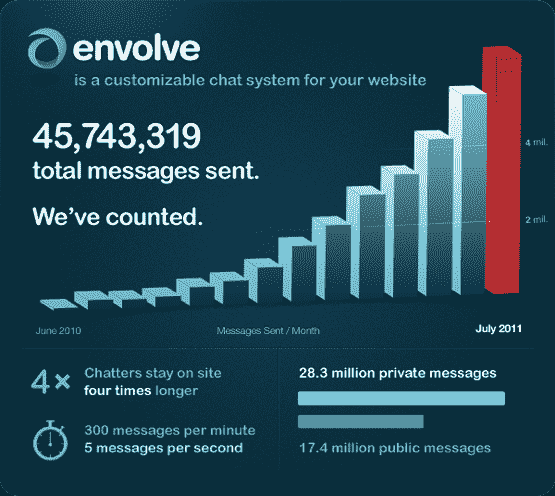 envolve
is a customizable chat system for your website
45,743,319
total messages sent.
We've counted.
4 mil.
2 mil.
June 2010
Messages Sent / Month
July 2011
4×
Chatters stay on site
four times longer
300 messages per minute
5 messages per second
28.3 million private messages
17.4 million public messages